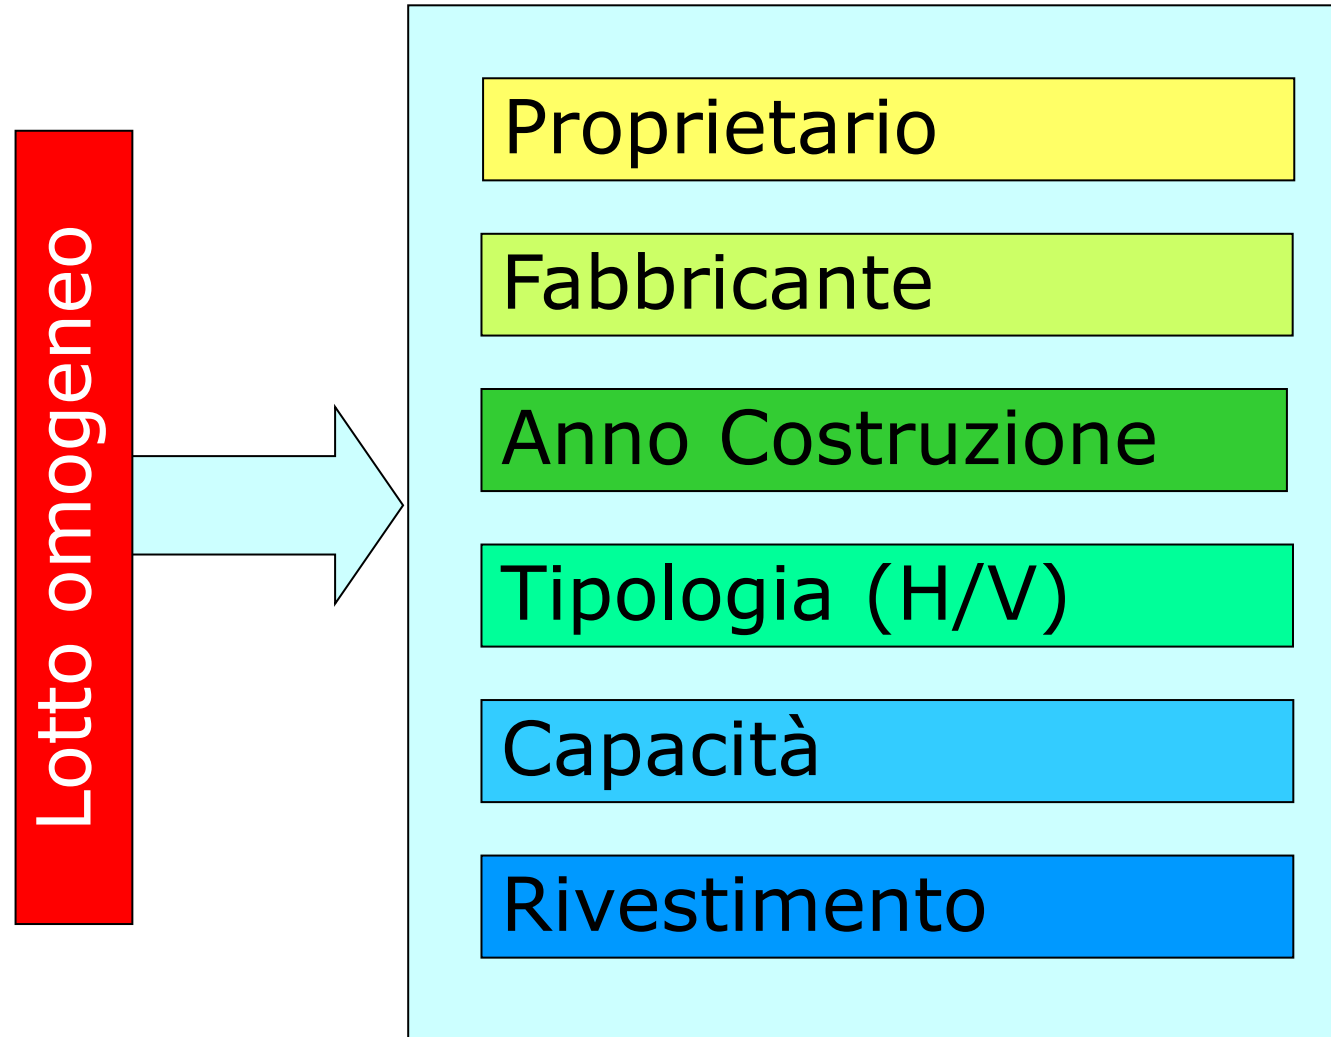 Lotto omogeneo
Proprietario
Fabbricante
Anno Costruzione
Tipologia (H/V)
Capacità
Rivestimento